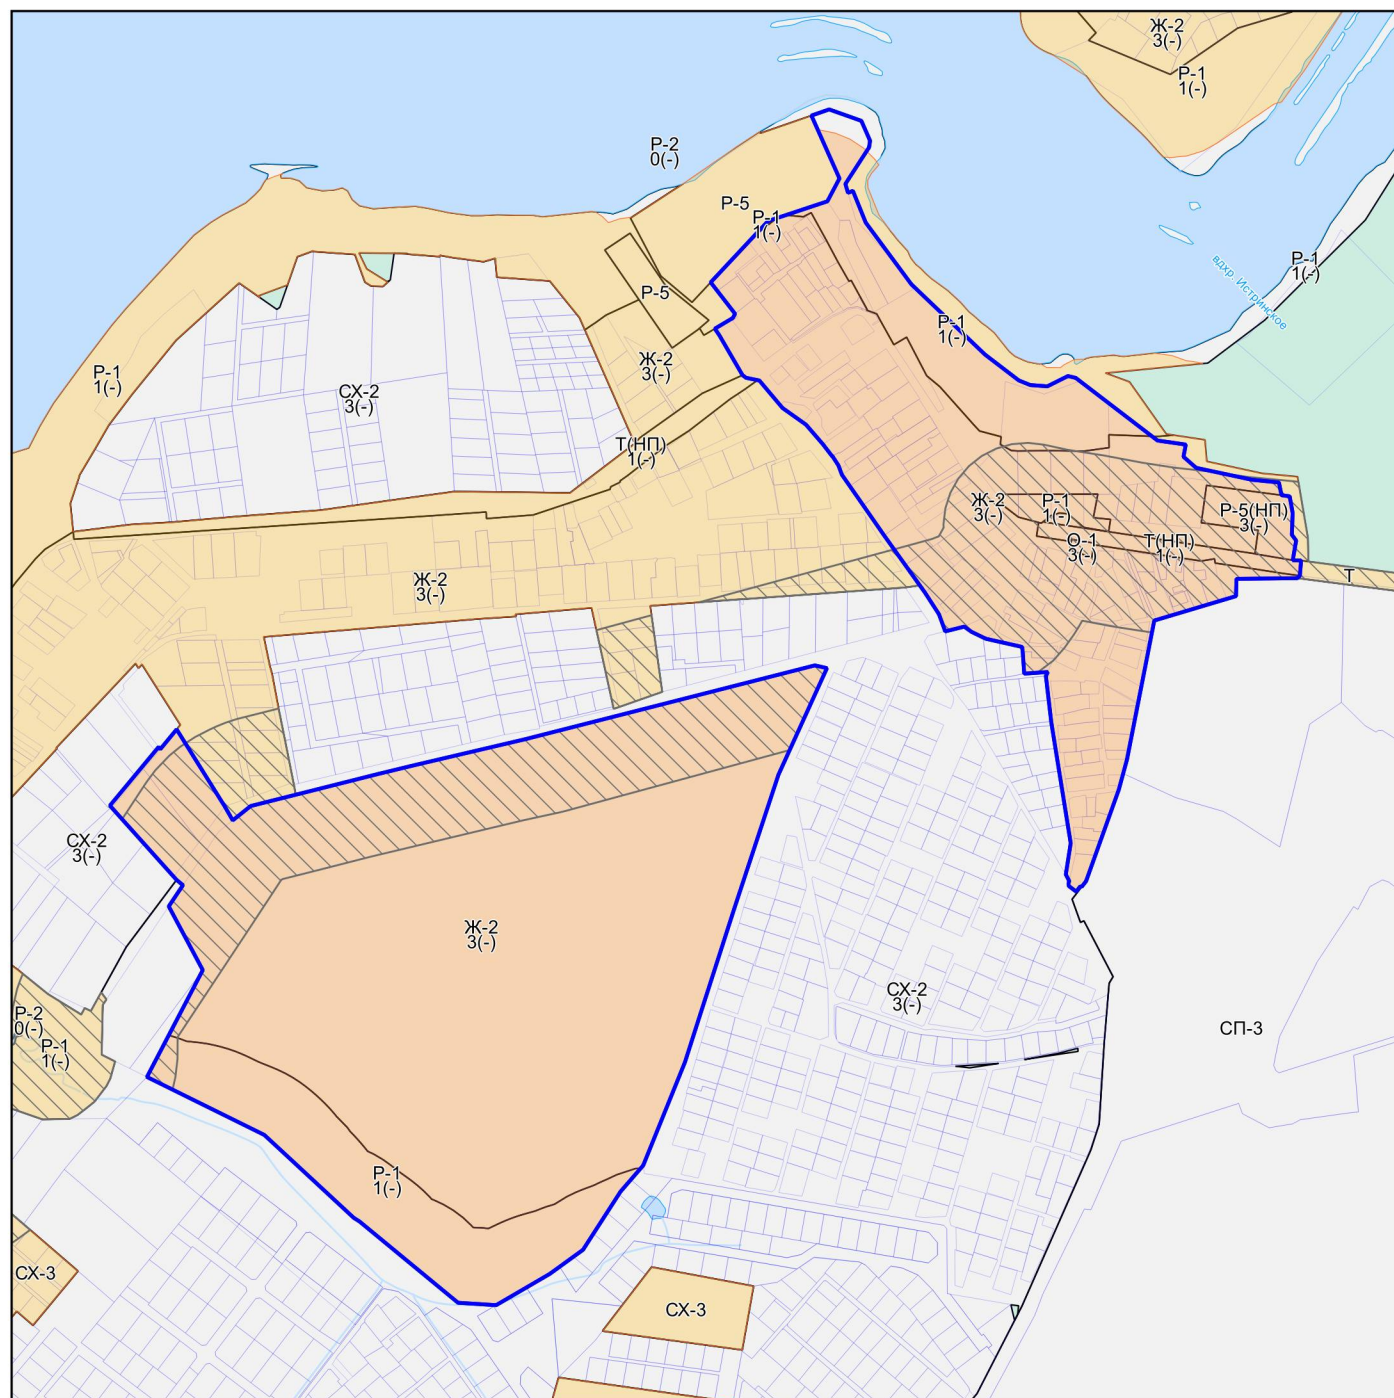 Ж-2
3(-)
Р-1
1(-)
Р-2
0(-)
Р-5
Р-1
1(-)
Р-1
1(-)
вдхр. Истринское
Р-5
Р-1
1(-)
Ж-2
3(-)
Р-1
1(-)
СХ-2
3(-)
Т(НП)
1(-)
Ж-2
3(-)
Р-1
1(-)
Р-5(НП)
3(-)
О-1
3(-)
Т(НП)
1(-)
Ж-2
3(-)
Т
СХ-2
3(-)
Ж-2
3(-)
СХ-2
3(-)
Р-2
0(-)
Р-1
1(-)
СП-3
Р-1
1(-)
СХ-3
СХ-3